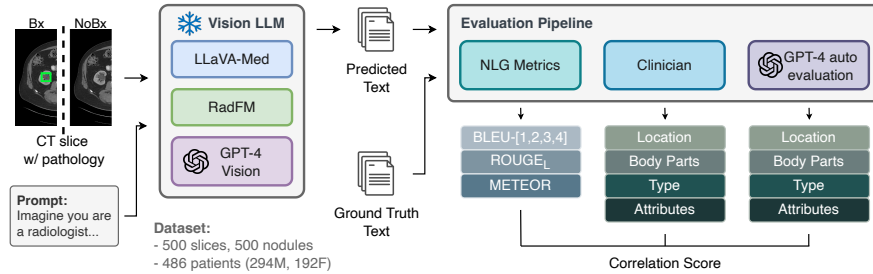 Bx
NoBx
CT slice
w/ pathology
Prompt:
Imagine you are
a radiologist...
Vision LLM
LLaVA-Med
RadFM
GPT-4
Vision
Dataset:
- 500 slices, 500 nodules
- 486 patients (294M, 192F)
Predicted
Text
Ground Truth
Text
Evaluation Pipeline
NLG Metrics
Clinician
GPT-4 auto
evaluation
BLEU-[1,2,3,4]
ROUGEL
METEOR
Location
Body Parts
Type
Attributes
Location
Body Parts
Type
Attributes
Correlation Score